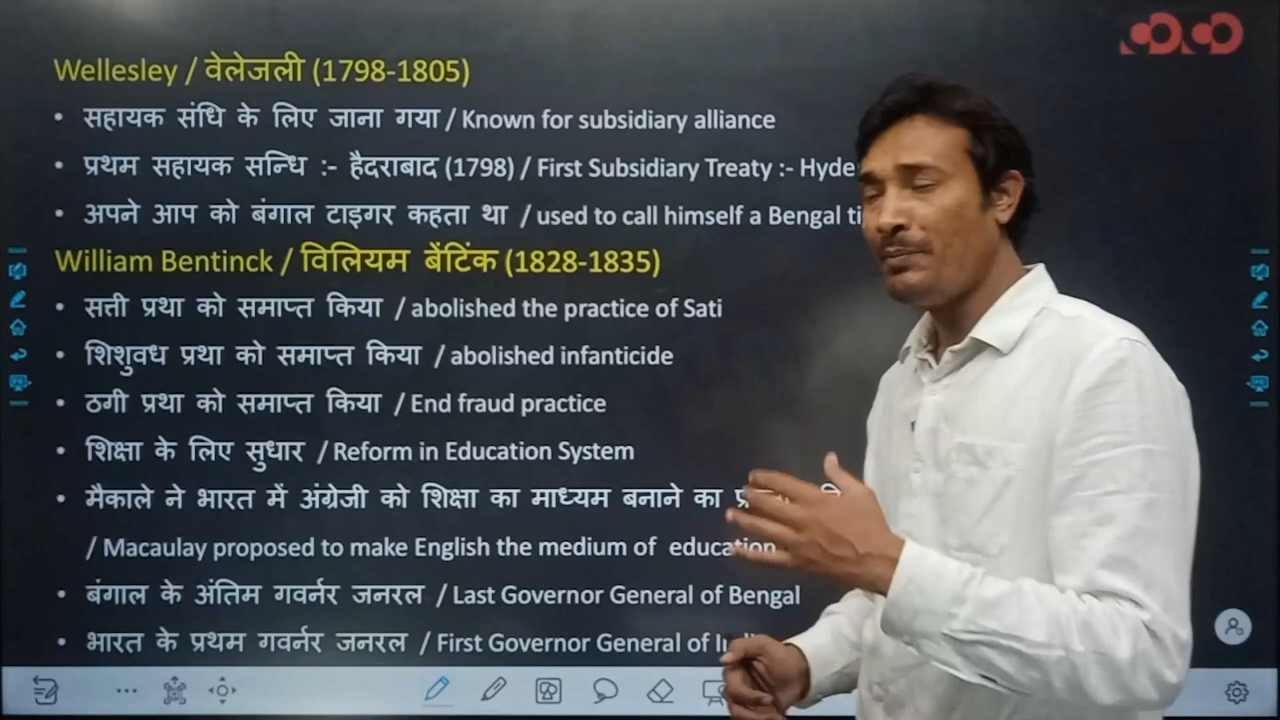 Wellesley / वेलेजली (1798-1805)
• सहायक संधि के लिए जाना गया / Known for subsidiary alliance
• प्रथम सहायक सन्धि :- हैदराबाद (1798) / First Subsidiary Treaty :- Hyde
• अपने आप को बंगाल टाइगर कहता था / used to call himself a Bengal ti
William Bentinck / विलियम बेंटिंक (1828-1835)
• सत्ती प्रथा को समाप्त किया / abolished the practice of Sati
• शिशुवध प्रथा को समाप्त किया / abolished infanticide
• ठगी प्रथा को समाप्त किया / End fraud practice
• शिक्षा के लिए सुधार / Reform in Education System
• मैकाले ने भारत में अंग्रेजी को शिक्षा का माध्यम बनाने का
/ Macaulay proposed to make English the medium of education
• बंगाल के अंतिम गवर्नर जनरल / Last Governor General of Bengal
• भारत के प्रथम गवर्नर जनरल / First Governor General of